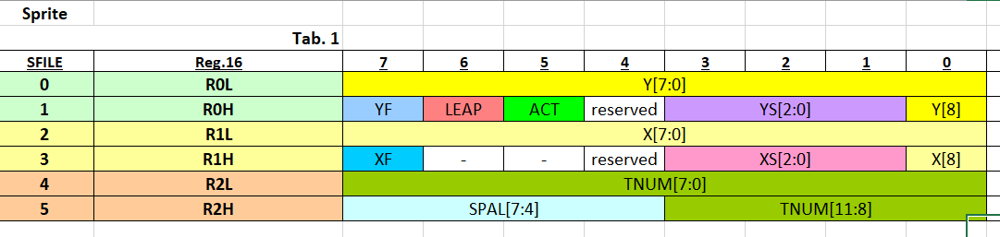 Sprite
Tab. 1
SFILE Reg.16 7 6 5 4 3 2 1 0
0 R0L Y[7:0]
1 R0H YF LEAP ACT reserved YS[2:0] Y[8]
2 R1L X[7:0]
3 R1H XF - - reserved XS[2:0] X[8]
4 R2L TNUM[7:0]
5 R2H SPAL[7:4] TNUM[11:8]